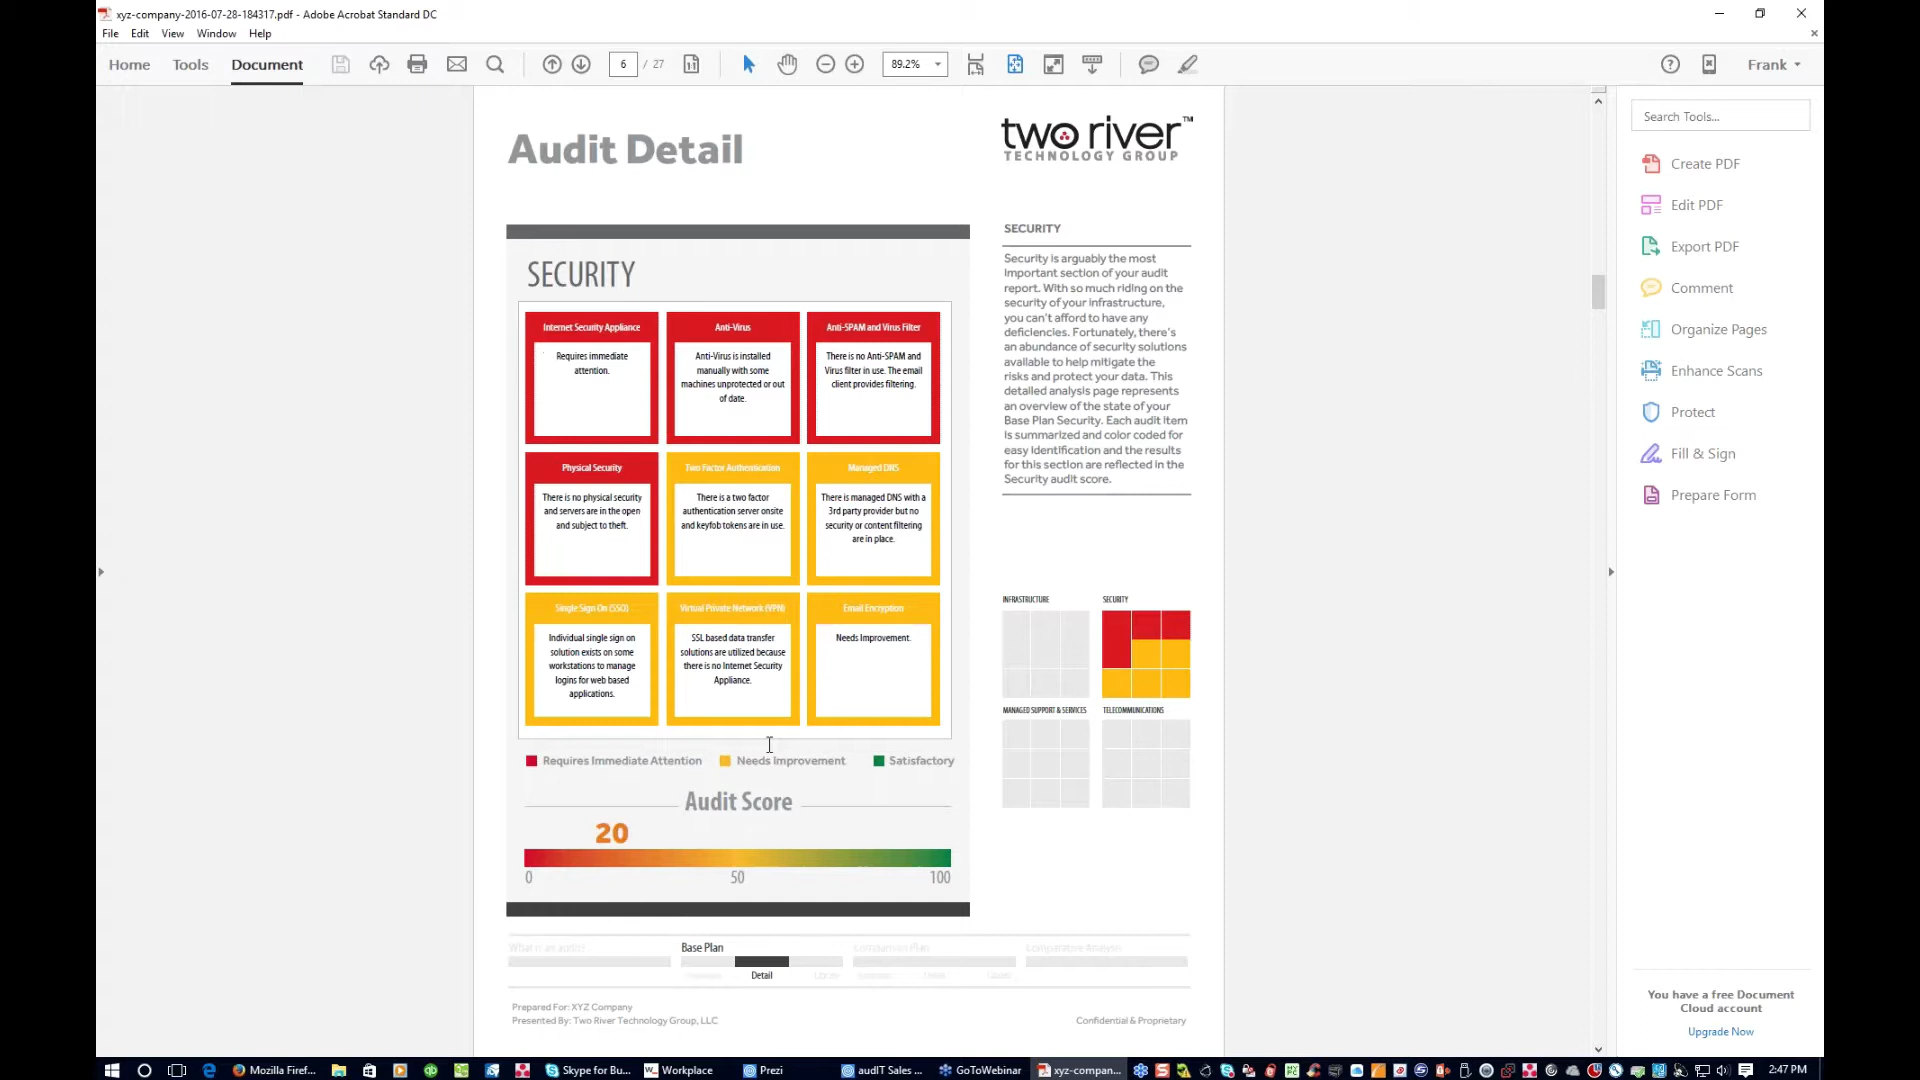 xyz-company-2016-07-28-184317.pdf - Adobe Acrobat Standard DC
File Edit View Window Help
Home Tools Document 6 / 27 89.2% Frank
Audit Detail
two river™
TECHNOLOGY GROUP
SECURITY
Internet Security Appliance
Requires immediate
attention.
Anti-Virus
Anti-Virus is installed
manually with some
machines unprotected or out
of date.
Anti-SPAM and Virus Filter
There is no Anti-SPAM and
Virus filter in use. The email
client provides filtering.
Physical Security
There is no physical security
and servers are in the open
and subject to theft.
Two Factor Authentication
There is a two factor
authentication server onsite
and keyfob tokens are in use.
Managed DNS
There is managed DNS with a
3rd party provider but no
security or content filtering
are in place.
Single Sign On (SSO)
Individual single sign on
solution exists on some
workstations to manage
logins for web based
applications.
Virtual Private Network (VPN)
SSL based data transfer
solutions are utilized because
there is no Internet Security
Appliance.
Email Encryption
Needs Improvement.
Requires Immediate Attention Needs Improvement Satisfactory
Audit Score
20
0 50 100
SECURITY
Security is arguably the most
important section of your audit
report. With so much riding on the
security of your infrastructure,
you can't afford to have any
deficiencies. Fortunately, there's
an abundance of security solutions
available to help mitigate the
risks and protect your data. This
detailed analysis page represents
an overview of the state of your
Base Plan Security. Each audit item
is summarized and color coded for
easy identification and the results
for this section are reflected in the
Security audit score.
INFRASTRUCTURE SECURITY
MANAGED SUPPORT & SERVICES TELECOMMUNICATIONS
What is an audit? Base Plan Comparison Plan Comparative Analysis
Detail
Prepared For: XYZ Company
Presented By: Two River Technology Group, LLC
Confidential & Proprietary
Search Tools...
Create PDF
Edit PDF
Export PDF
Comment
Organize Pages
Enhance Scans
Protect
Fill & Sign
Prepare Form
You have a free Document
Cloud account
Upgrade Now
Mozilla Firef... Skype for Bu... Workplace Prezi audIT Sales ... GoToWebinar xyz-compan... 2:47 PM